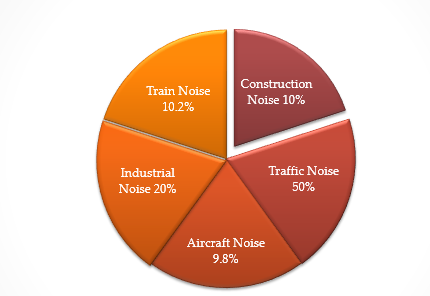 Train Noise
10.2%
Construction
Noise 10%
Industrial
Noise 20%
Traffic Noise
50%
Aircraft Noise
9.8%